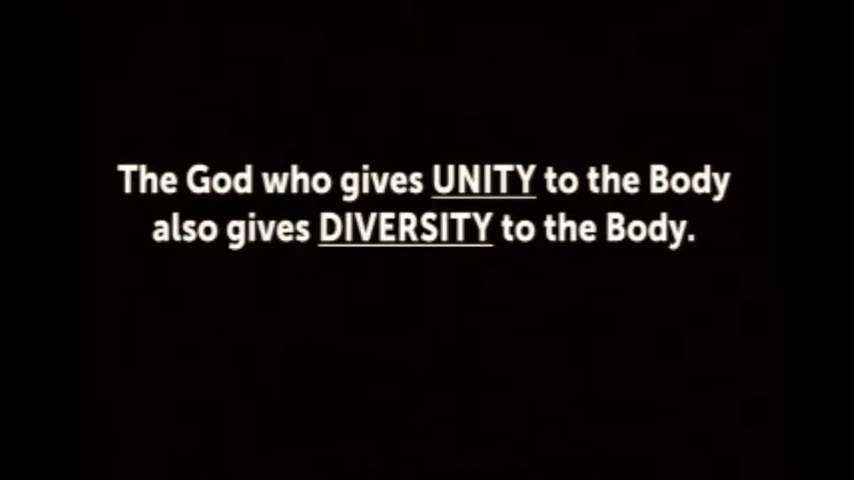 The God who gives UNITY to the Body
also gives DIVERSITY to the Body.